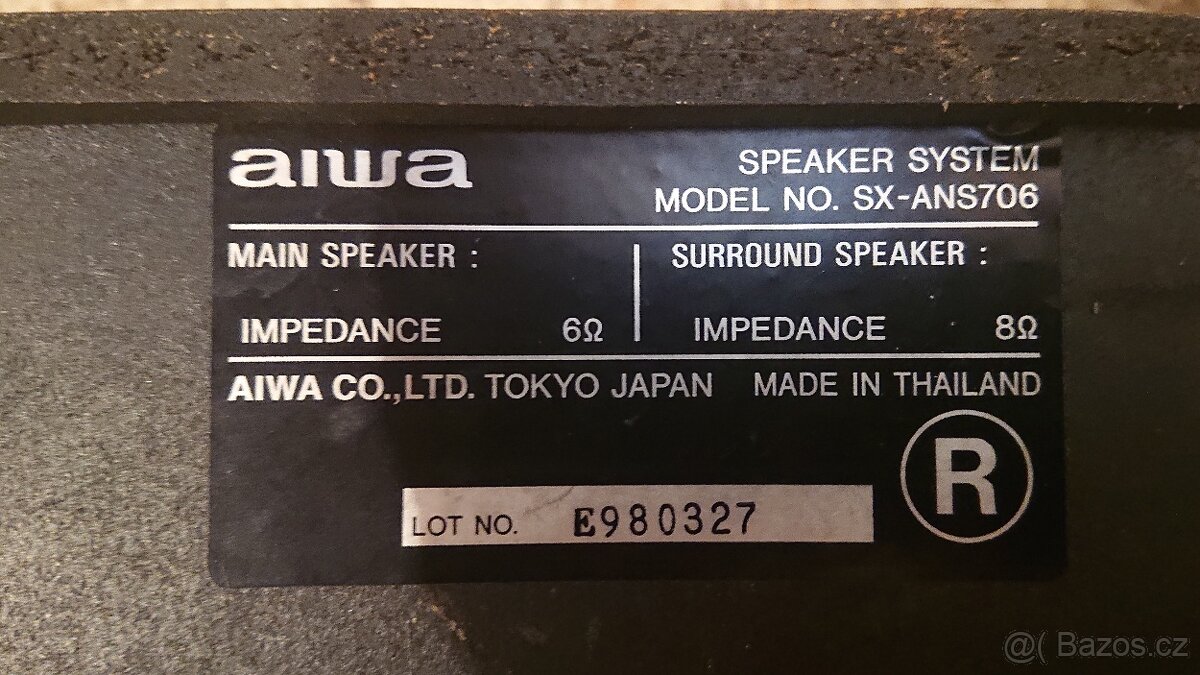 aiwa
SPEAKER SYSTEM
MODEL NO. SX-ANS706
MAIN SPEAKER :
IMPEDANCE 6Ω
SURROUND SPEAKER :
IMPEDANCE 8Ω
AIWA CO.,LTD. TOKYO JAPAN MADE IN THAILAND
R
LOT NO. E980327
@( Bazos.cz